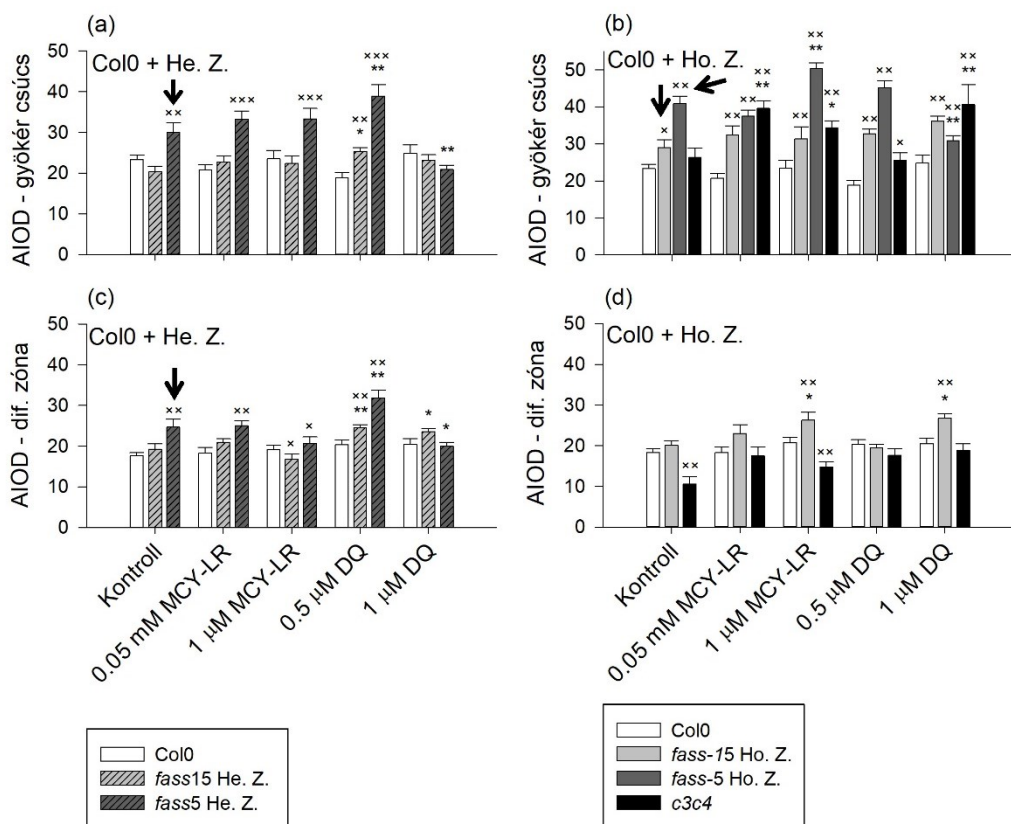 (a)
AIOD - gyökér csúcs
50
40
30
20
10
0
Col0 + He. Z.
×× ××× ××× ×× * ××× ** **
(b)
AIOD - gyökér csúcs
50
40
30
20
10
0
Col0 + Ho. Z.
× ×× ×× ×× ×× ** ×× ×× ** ×× * ×× ×× × ×× ×× ** ×× **
(c)
AIOD - dif. zóna
50
40
30
20
10
0
Col0 + He. Z.
×× ×× × × ×× ** ×× ** * *
Kontroll
0.05 mM MCY-LR
1 μM MCY-LR
0.5 μM DQ
1 μM DQ
(d)
AIOD - dif. zóna
50
40
30
20
10
0
Col0 + Ho. Z.
×× ×× * ×× ×× *
Kontroll
0.05 mM MCY-LR
1 μM MCY-LR
0.5 μM DQ
1 μM DQ
Col0
fass15 He. Z.
fass5 He. Z.
Col0
fass-15 Ho. Z.
fass-5 Ho. Z.
c3c4